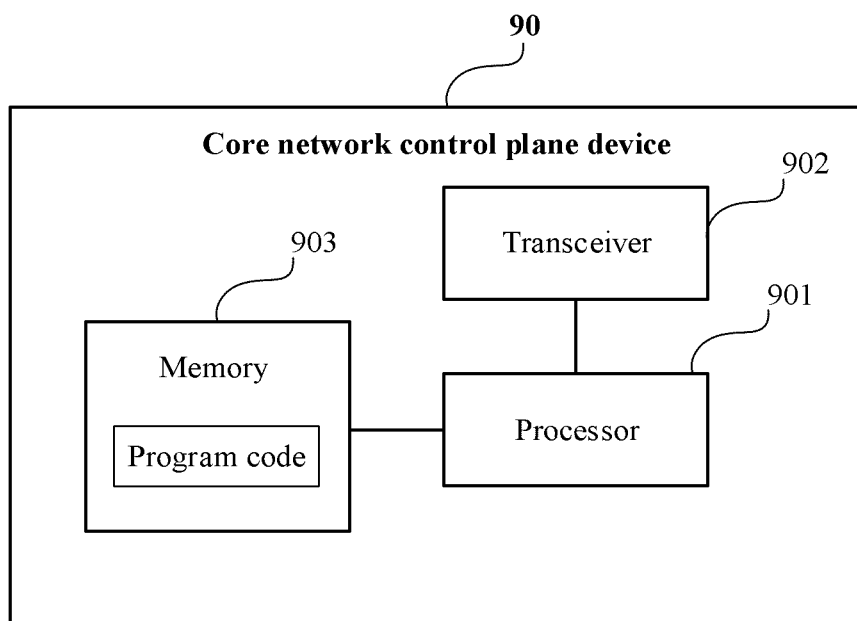 90
Core network control plane device
902
Transceiver
903
901
Memory
Processor
Program code